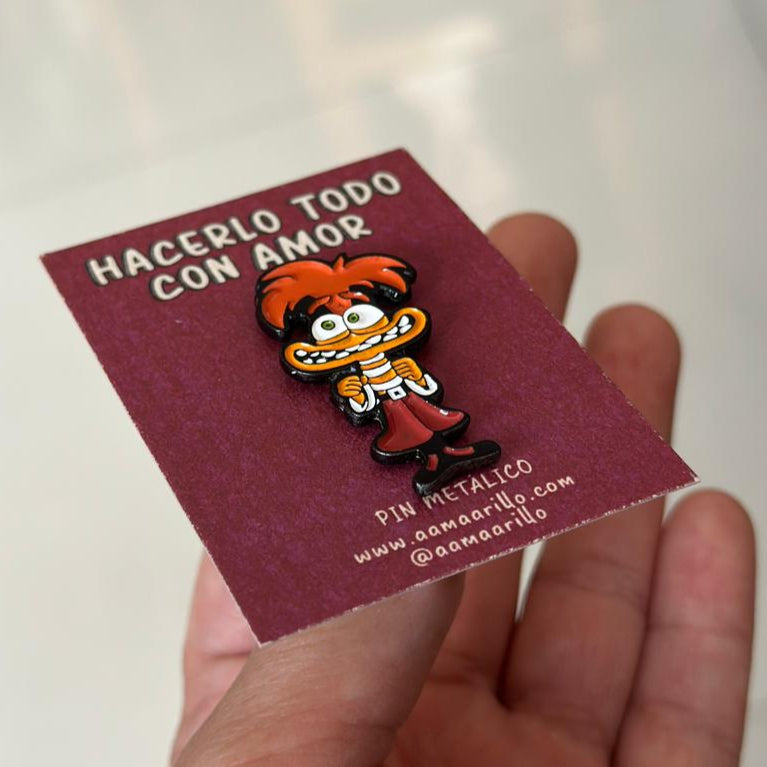 HACERLO TODO
CON AMOR
PIN METALICO
www.aamaarillo.com
@aamaarillo